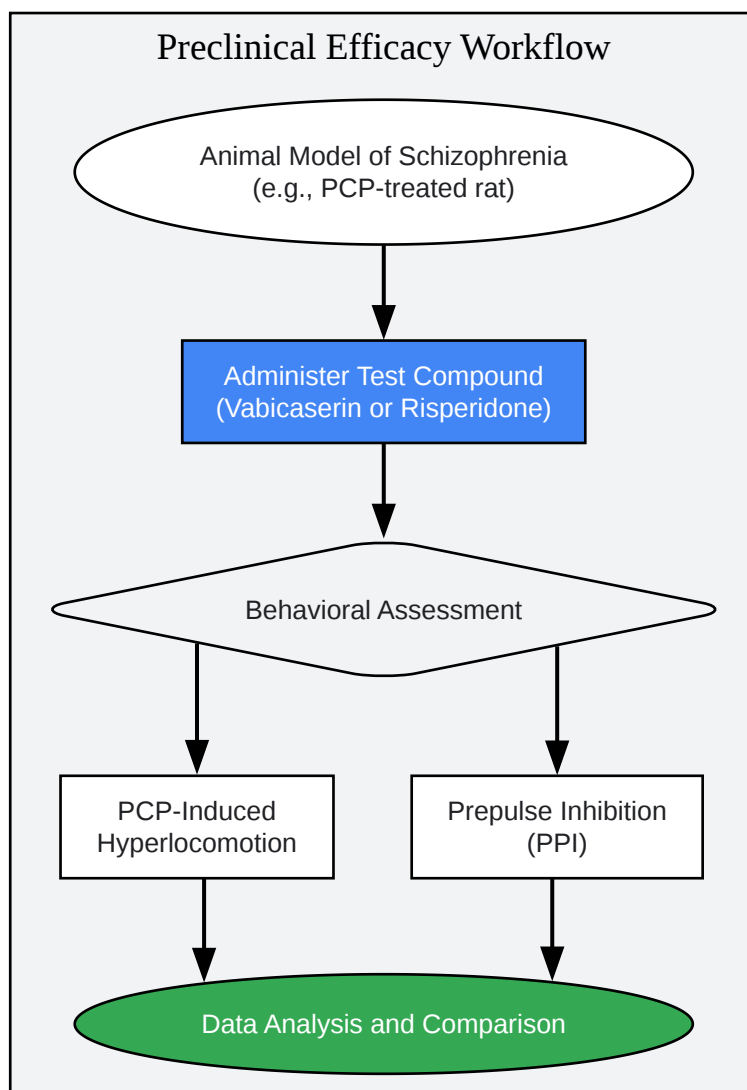 Preclinical Efficacy Workflow
Animal Model of Schizophrenia
(e.g., PCP-treated rat)
Administer Test Compound
(Vabicaserin or Risperidone)
Behavioral Assessment
PCP-Induced
Hyperlocomotion
Prepulse Inhibition
(PPI)
Data Analysis and Comparison